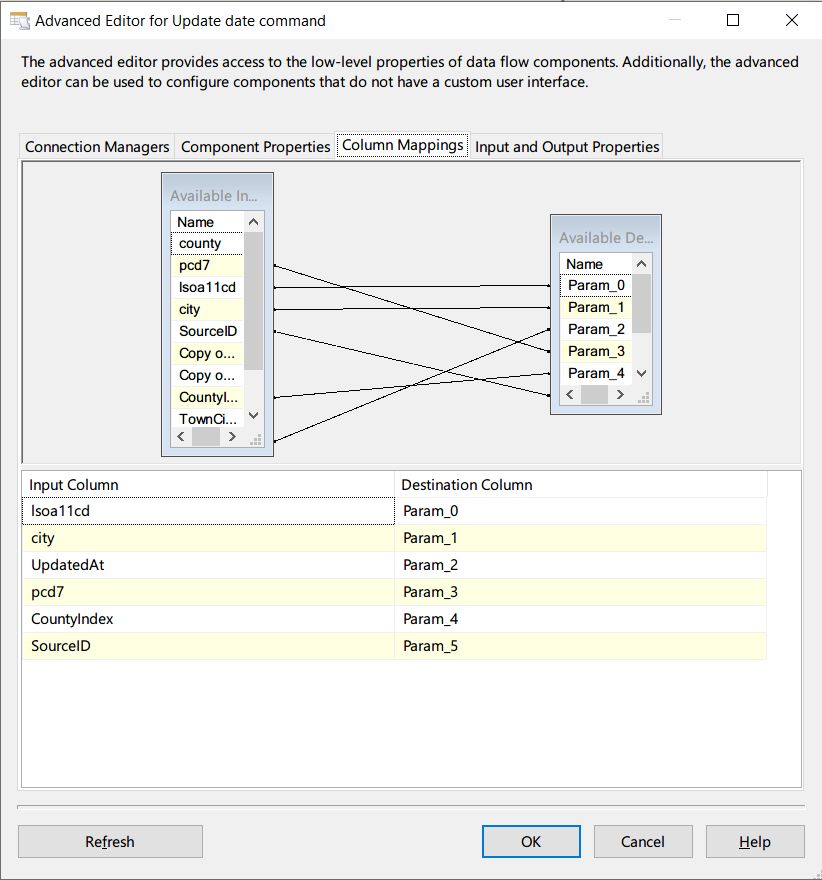 Advanced Editor for Update date command
The advanced editor provides access to the low-level properties of data flow components. Additionally, the advanced
editor can be used to configure components that do not have a custom user interface.
Connection Managers Component Properties Column Mappings Input and Output Properties
Available In...
Name
county
pcd7
lsoa11cd
city
SourceID
Copy o...
Copy o...
CountyI...
TownCi...
Available De...
Name
Param_0
Param_1
Param_2
Param_3
Param_4
Input Column Destination Column
lsoa11cd Param_0
city Param_1
UpdatedAt Param_2
pcd7 Param_3
CountyIndex Param_4
SourceID Param_5
Refresh OK Cancel Help